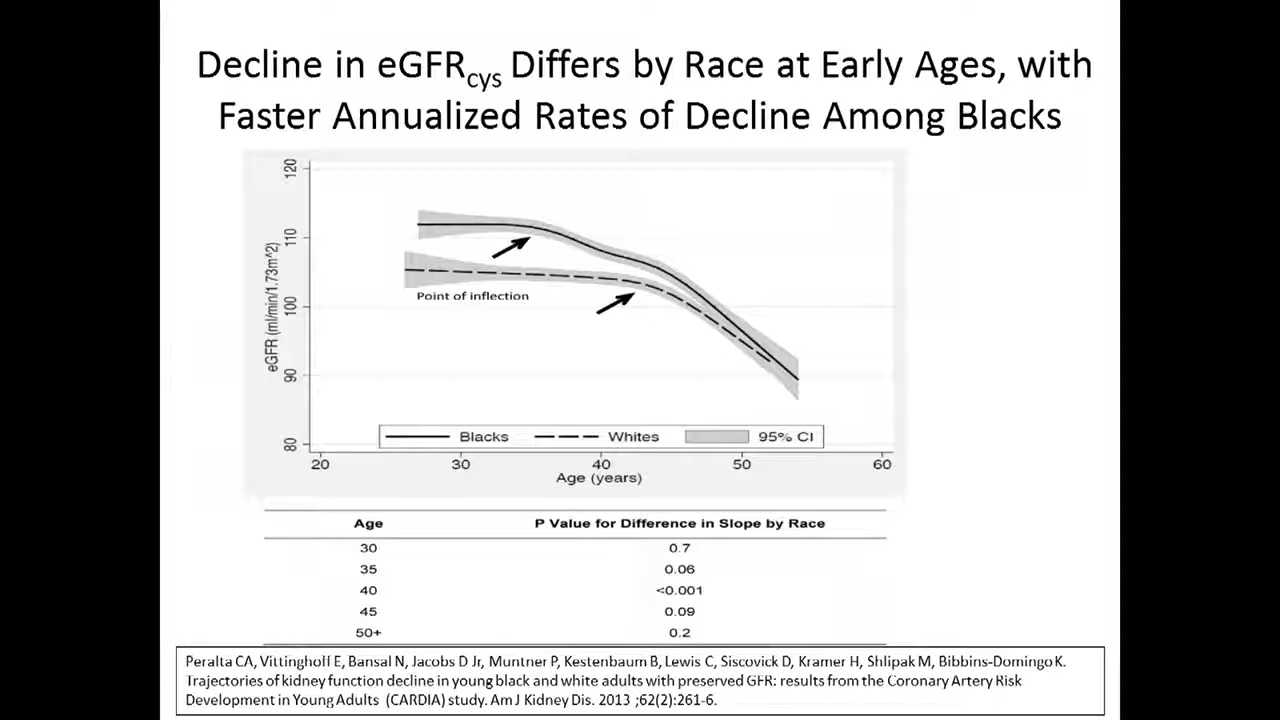 Decline in eGFRcys Differs by Race at Early Ages, with
Faster Annualized Rates of Decline Among Blacks
120
110
100
90
80
eGFR (ml/min/1.73m^2)
Point of inflection
Blacks Whites 95% CI
20 30 40 50 60
Age (years)
Age P Value for Difference in Slope by Race
30 0.7
35 0.06
40 <0.001
45 0.09
50+ 0.2
Peralta CA, Vittinghoff E, Bansal N, Jacobs D Jr, Muntner P, Kestenbaum B, Lewis C, Siscovick D, Kramer H, Shlipak M, Bibbins-Domingo K.
Trajectories of kidney function decline in young black and white adults with preserved GFR: results from the Coronary Artery Risk
Development in Young Adults (CARDIA) study. Am J Kidney Dis. 2013 ;62(2):261-6.